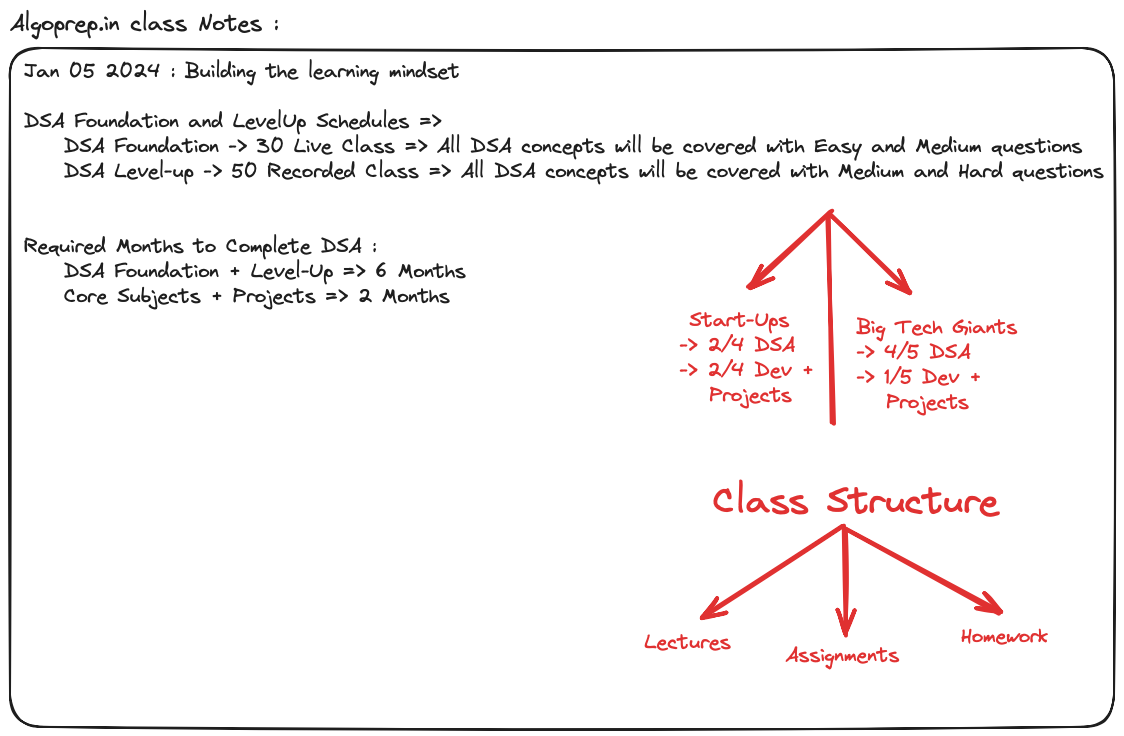 Algoprep.in class Notes :
Jan 05 2024 : Building the learning mindset
DSA Foundation and LevelUp Schedules =>
DSA Foundation -> 30 Live Class => All DSA concepts will be covered with Easy and Medium questions
DSA Level-up -> 50 Recorded Class => All DSA concepts will be covered with Medium and Hard questions
Required Months to Complete DSA :
DSA Foundation + Level-Up => 6 Months
Core Subjects + Projects => 2 Months
Start-Ups
-> 2/4 DSA
-> 2/4 Dev +
Projects
Big Tech Giants
-> 4/5 DSA
-> 1/5 Dev +
Projects
Class Structure
Lectures
Assignments
Homework